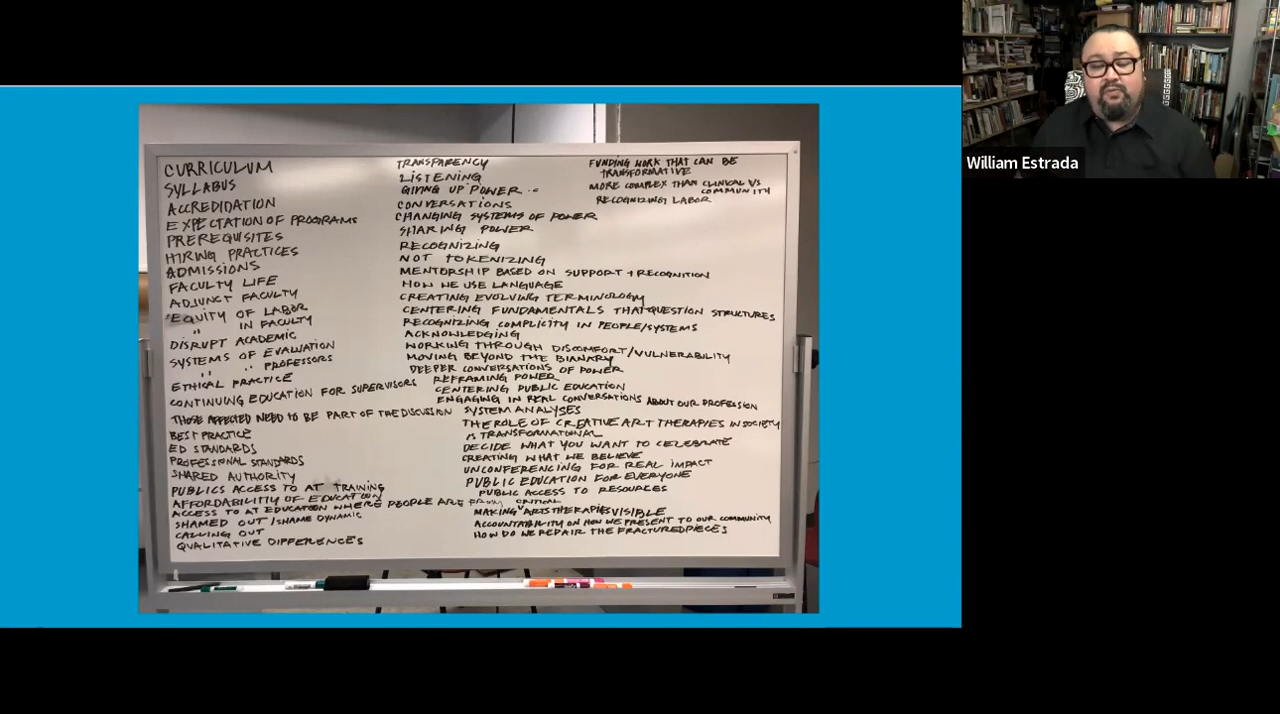 CURRICULUM
SYLLABUS
ACCREDIDATION
EXPECTATION OF PROGRAMS
PREREQUISITES
HIRING PRACTICES
ADMISSIONS
FACULTY LIFE
ADJUNCT FACULTY
EQUITY OF LABOR
" IN FACULTY
DISRUPT ACADEMIC
SYSTEMS OF EVALUATION
" " PROFESSORS
ETHICAL PRACTICE
CONTINUING EDUCATION FOR SUPERVISORS
THOSE AFFECTED NEED TO BE PART OF THE DISCUSSION
BEST PRACTICE
ED STANDARDS
PROFESSIONAL STANDARDS
SHARED AUTHORITY
PUBLICS ACCESS TO AT TRAINING
AFFORDABILITIY OF EDUCATION
ACCESS TO AT EDUCATION WHERE PEOPLE ARE FROM
SHAMED OUT / SHAME DYNAMIC
CALLING OUT
QUALITATIVE DIFFERENCES
TRANSPARENCY
LISTENING
GIVING UP POWER..
CONVERSATIONS
CHANGING SYSTEMS OF POWER
SHARING POWER
RECOGNIZING
NOT TOKENIZING
MENTORSHIP BASED ON SUPPORT + RECOGNITION
HOW WE USE LANGUAGE
CREATING EVOLVING TERMINOLOGY
CENTERING FUNDAMENTALS THAT QUESTION STRUCTURES
RECOGNIZING COMPLICITY IN PEOPLE/SYSTEMS
ACKNOWLEDGING
WORKING THROUGH DISCOMFORT/VULNERABILITY
MOVING BEYOND THE BIANARY
DEEPER CONVERSATIONS OF POWER
REFRAMING POWER
CENTERING PUBLIC EDUCATION
ENGAGING IN REAL CONVERSATIONS ABOUT OUR PROFESSION
SYSTEM ANALYSES
THE ROLE OF CREATIVE ART THERAPIES IN SOCIETY
IS TRANSFORMATIONAL
DECIDE WHAT YOU WANT TO CELEBRATE
CREATING WHAT WE BELIEVE
UNCONFERENCING FOR REAL IMPACT
PUBLIC EDUCATION FOR EVERYONE
PUBLIC ACCESS TO RESOURCES
CRITICAL
MAKING ARTS THERAPIES VISIBLE
ACCOUNTABILITY ON HOW WE PRESENT TO OUR COMMUNITY
HOW DO WE REPAIR THE FRACTURED PIECES
FUNDING WORK THAT CAN BE
TRANSFORMATIVE
MORE COMPLEX THAN CLINICAL VS
COMMUNITY
RECOGNIZING LABOR
William Estrada